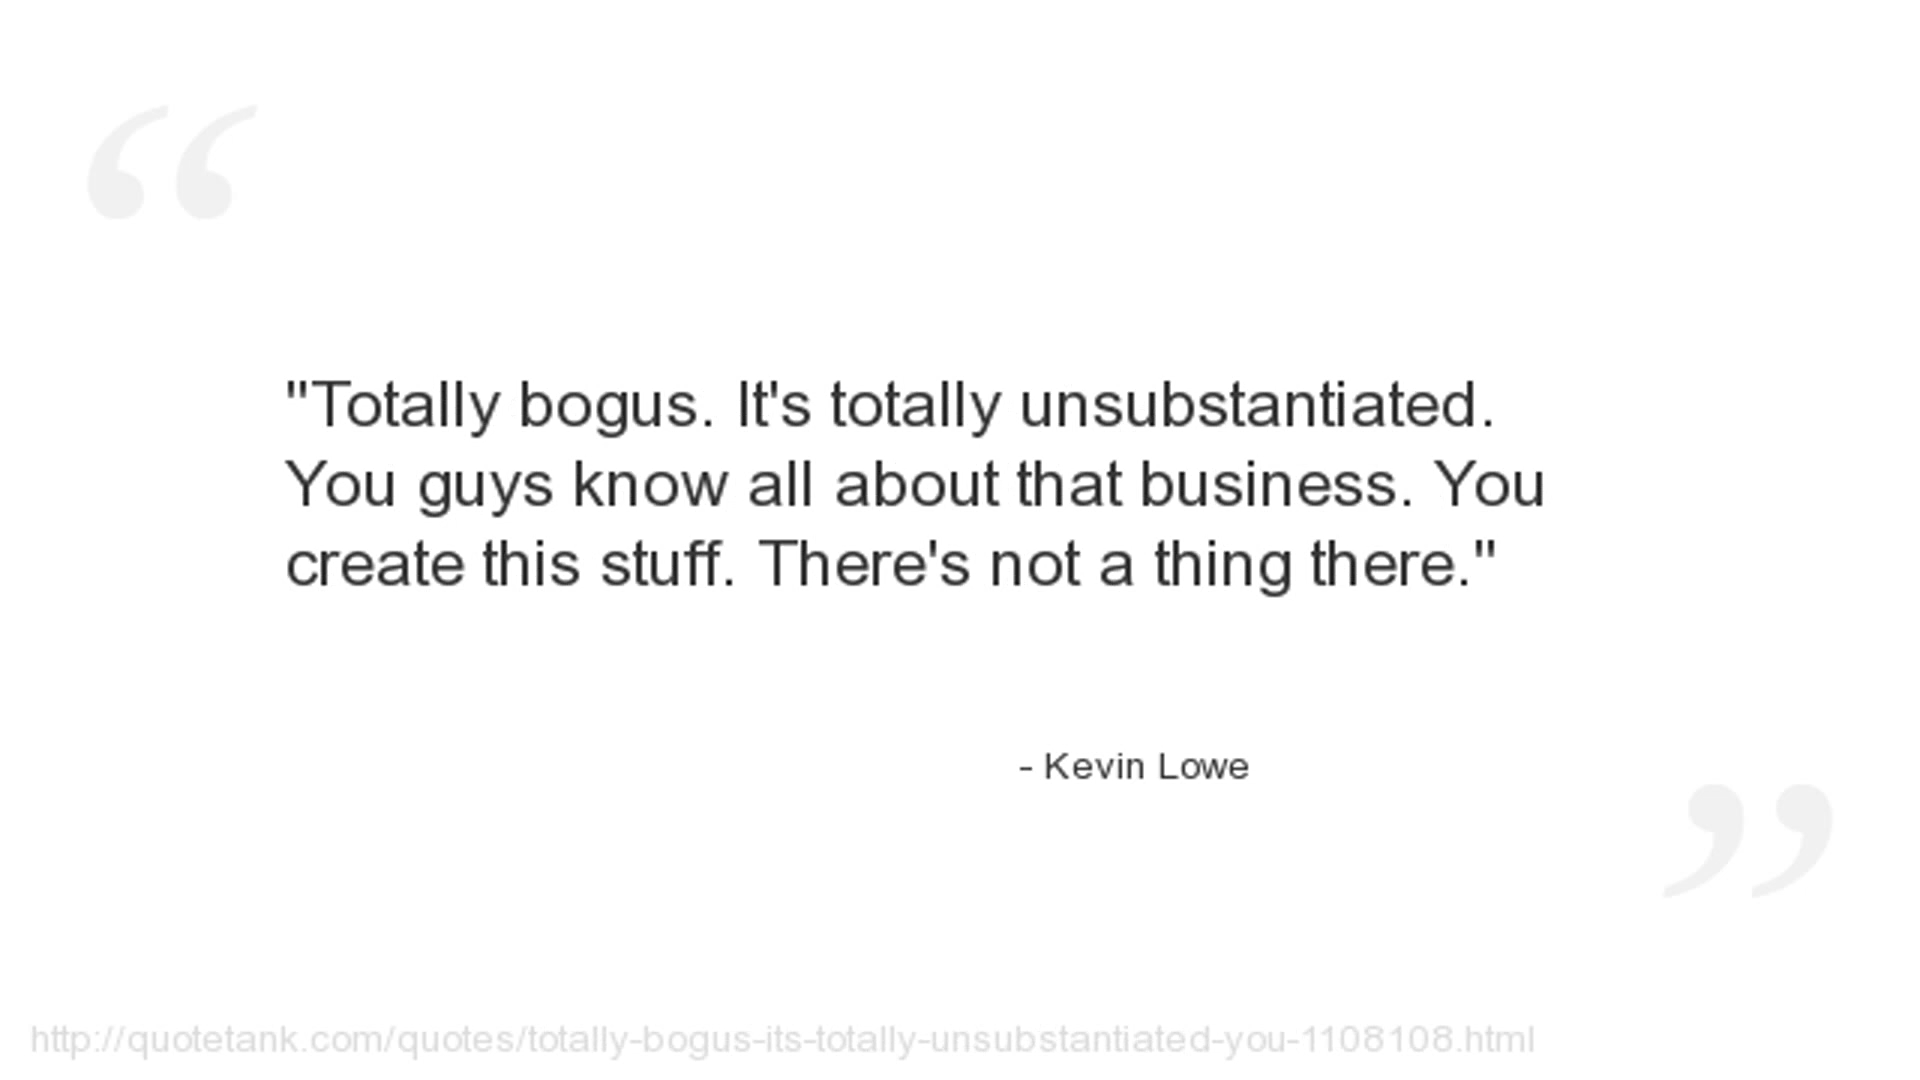 "Totally bogus. It's totally unsubstantiated.
You guys know all about that business. You
create this stuff. There's not a thing there."
- Kevin Lowe
http://quotetank.com/quotes/totally-bogus-its-totally-unsubstantiated-you-1108108.html